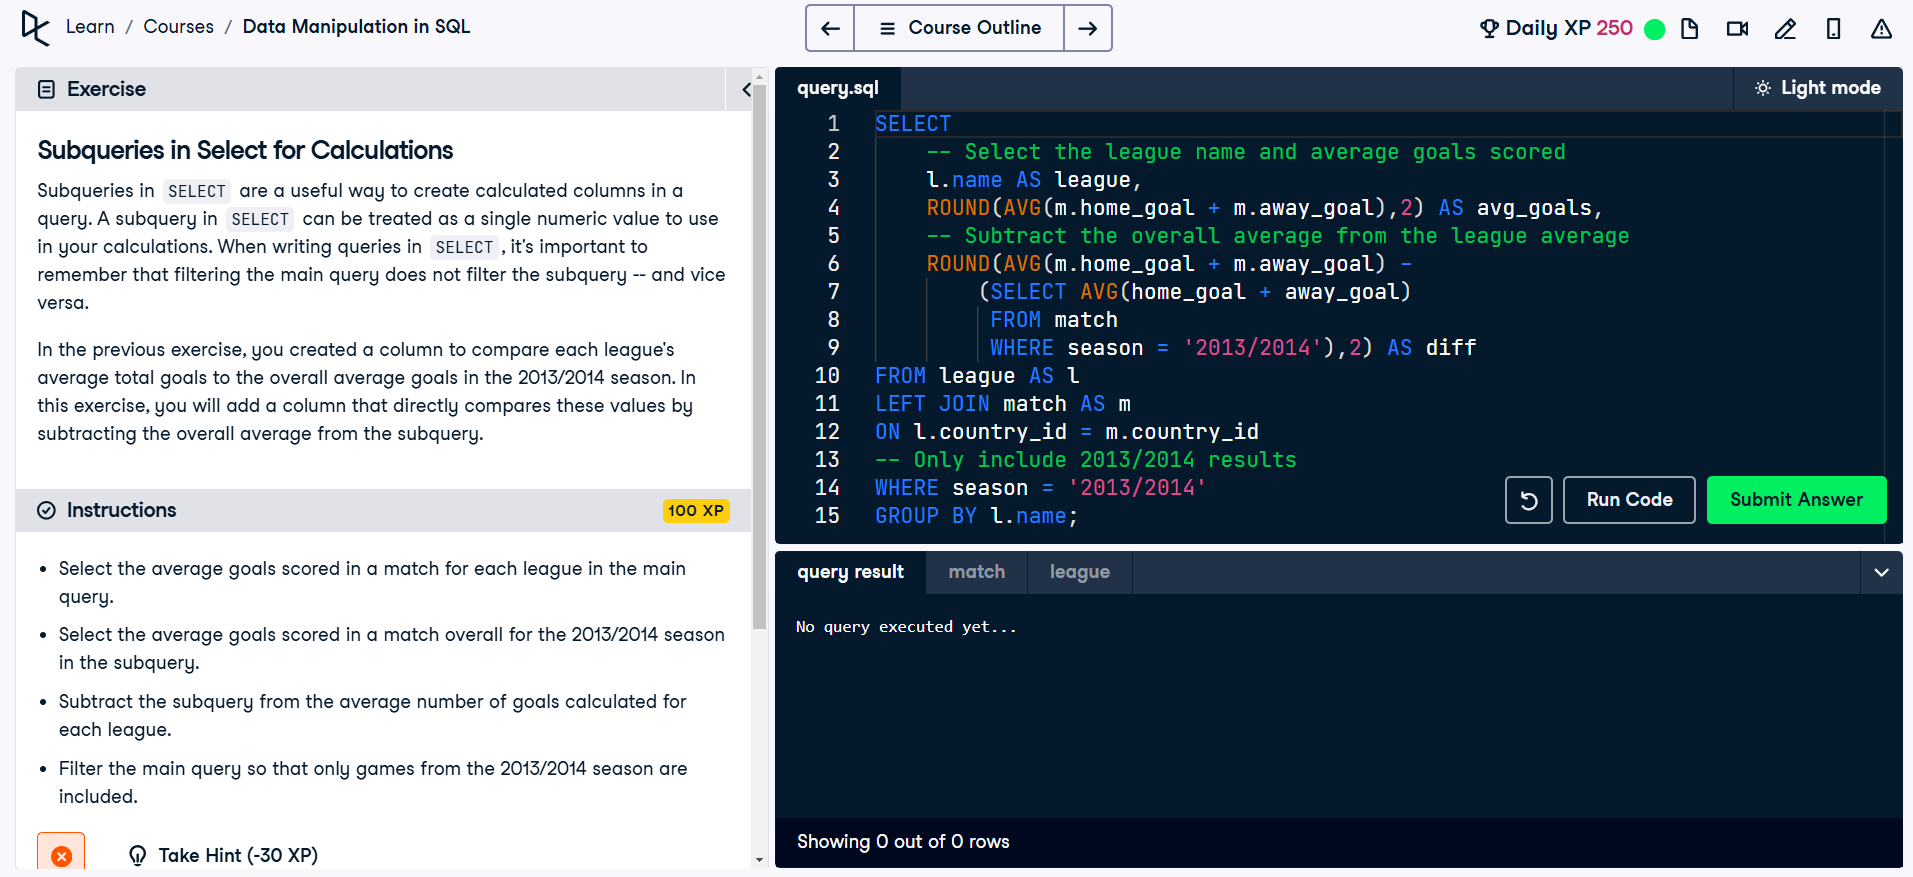 Learn / Courses / Data Manipulation in SQL
Course Outline
Daily XP 250
Exercise
Subqueries in Select for Calculations
Subqueries in SELECT are a useful way to create calculated columns in a
query. A subquery in SELECT can be treated as a single numeric value to use
in your calculations. When writing queries in SELECT, it's important to
remember that filtering the main query does not filter the subquery -- and vice
versa.
In the previous exercise, you created a column to compare each league's
average total goals to the overall average goals in the 2013/2014 season. In
this exercise, you will add a column that directly compares these values by
subtracting the overall average from the subquery.
Instructions
100 XP
• Select the average goals scored in a match for each league in the main
query.
• Select the average goals scored in a match overall for the 2013/2014 season
in the subquery.
• Subtract the subquery from the average number of goals calculated for
each league.
• Filter the main query so that only games from the 2013/2014 season are
included.
Take Hint (-30 XP)
query.sql
Light mode
1 SELECT
2 -- Select the league name and average goals scored
3 l.name AS league,
4 ROUND(AVG(m.home_goal + m.away_goal),2) AS avg_goals,
5 -- Subtract the overall average from the league average
6 ROUND(AVG(m.home_goal + m.away_goal) -
7 (SELECT AVG(home_goal + away_goal)
8 FROM match
9 WHERE season = '2013/2014'),2) AS diff
10 FROM league AS l
11 LEFT JOIN match AS m
12 ON l.country_id = m.country_id
13 -- Only include 2013/2014 results
14 WHERE season = '2013/2014'
15 GROUP BY l.name;
Run Code
Submit Answer
query result
match
league
No query executed yet...
Showing 0 out of 0 rows